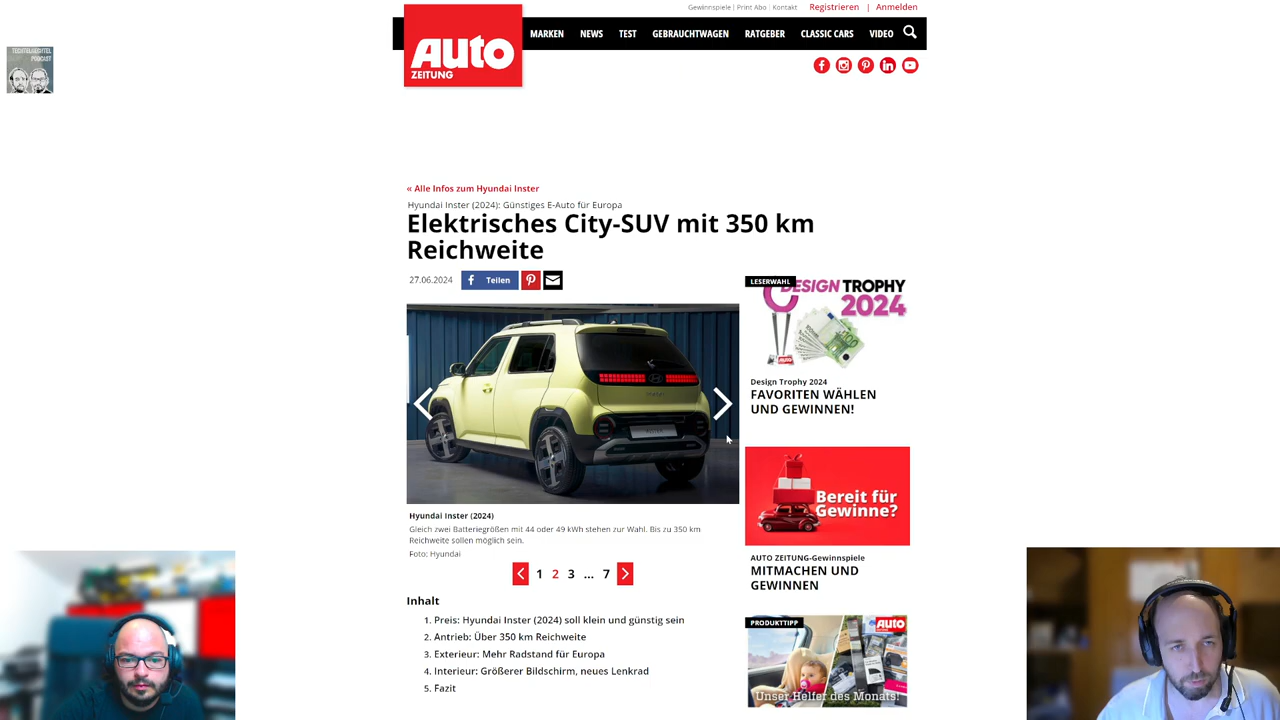 Gewinnspiele | Print Abo | Kontakt
Registrieren | Anmelden
TECHTELMECHTEL
PODCAST
Auto
ZEITUNG
MARKEN NEWS TEST GEBRAUCHTWAGEN RATGEBER CLASSIC CARS VIDEO
« Alle Infos zum Hyundai Inster
Hyundai Inster (2024): Günstiges E-Auto für Europa
Elektrisches City-SUV mit 350 km
Reichweite
27.06.2024
Teilen
Hyundai Inster (2024)
Gleich zwei Batteriegrößen mit 44 oder 49 kWh stehen zur Wahl. Bis zu 350 km
Reichweite sollen möglich sein.
Foto: Hyundai
1 2 3 ... 7
Inhalt
1. Preis: Hyundai Inster (2024) soll klein und günstig sein
2. Antrieb: Über 350 km Reichweite
3. Exterieur: Mehr Radstand für Europa
4. Interieur: Größerer Bildschirm, neues Lenkrad
5. Fazit
LESERWAHL
DESIGN TROPHY
2024
100
Design Trophy 2024
FAVORITEN WÄHLEN
UND GEWINNEN!
Bereit für
Gewinne?
AUTO ZEITUNG-Gewinnspiele
MITMACHEN UND
GEWINNEN
PRODUKTTIPP
Auto
Unser Helfer des Monats!